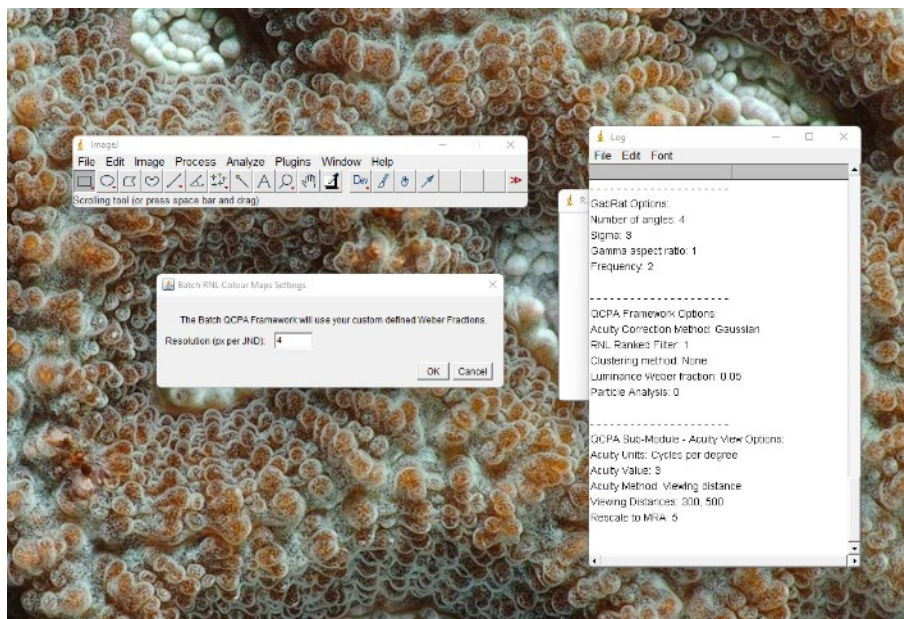 ImageJ
File Edit Image Process Analyze Plugins Window Help
Dev
Scrolling tool (or press space bar and drag)
Batch RNL Colour Maps Settings
The Batch QCPA Framework will use your custom defined Weber Fractions.
Resolution (px per JND): 4
OK Cancel
R
Log
File Edit Font
- - - - - - - - - - - - - - - - - - - - - - -
GabRat Options:
Number of angles: 4
Sigma: 3
Gamma aspect ratio: 1
Frequency: 2
- - - - - - - - - - - - - - - - - - - - - - -
QCPA Framework Options:
Acuity Correction Method: Gaussian
RNL Ranked Filter: 1
Clustering method: None
Luminance Weber fraction: 0.05
Particle Analysis: 0
- - - - - - - - - - - - - - - - - - - - - - -
QCPA Sub-Module - Acuity View Options:
Acuity Units: Cycles per degree
Acuity Value: 3
Acuity Method: Viewing distance
Viewing Distances: 300, 500
Rescale to MRA: 5